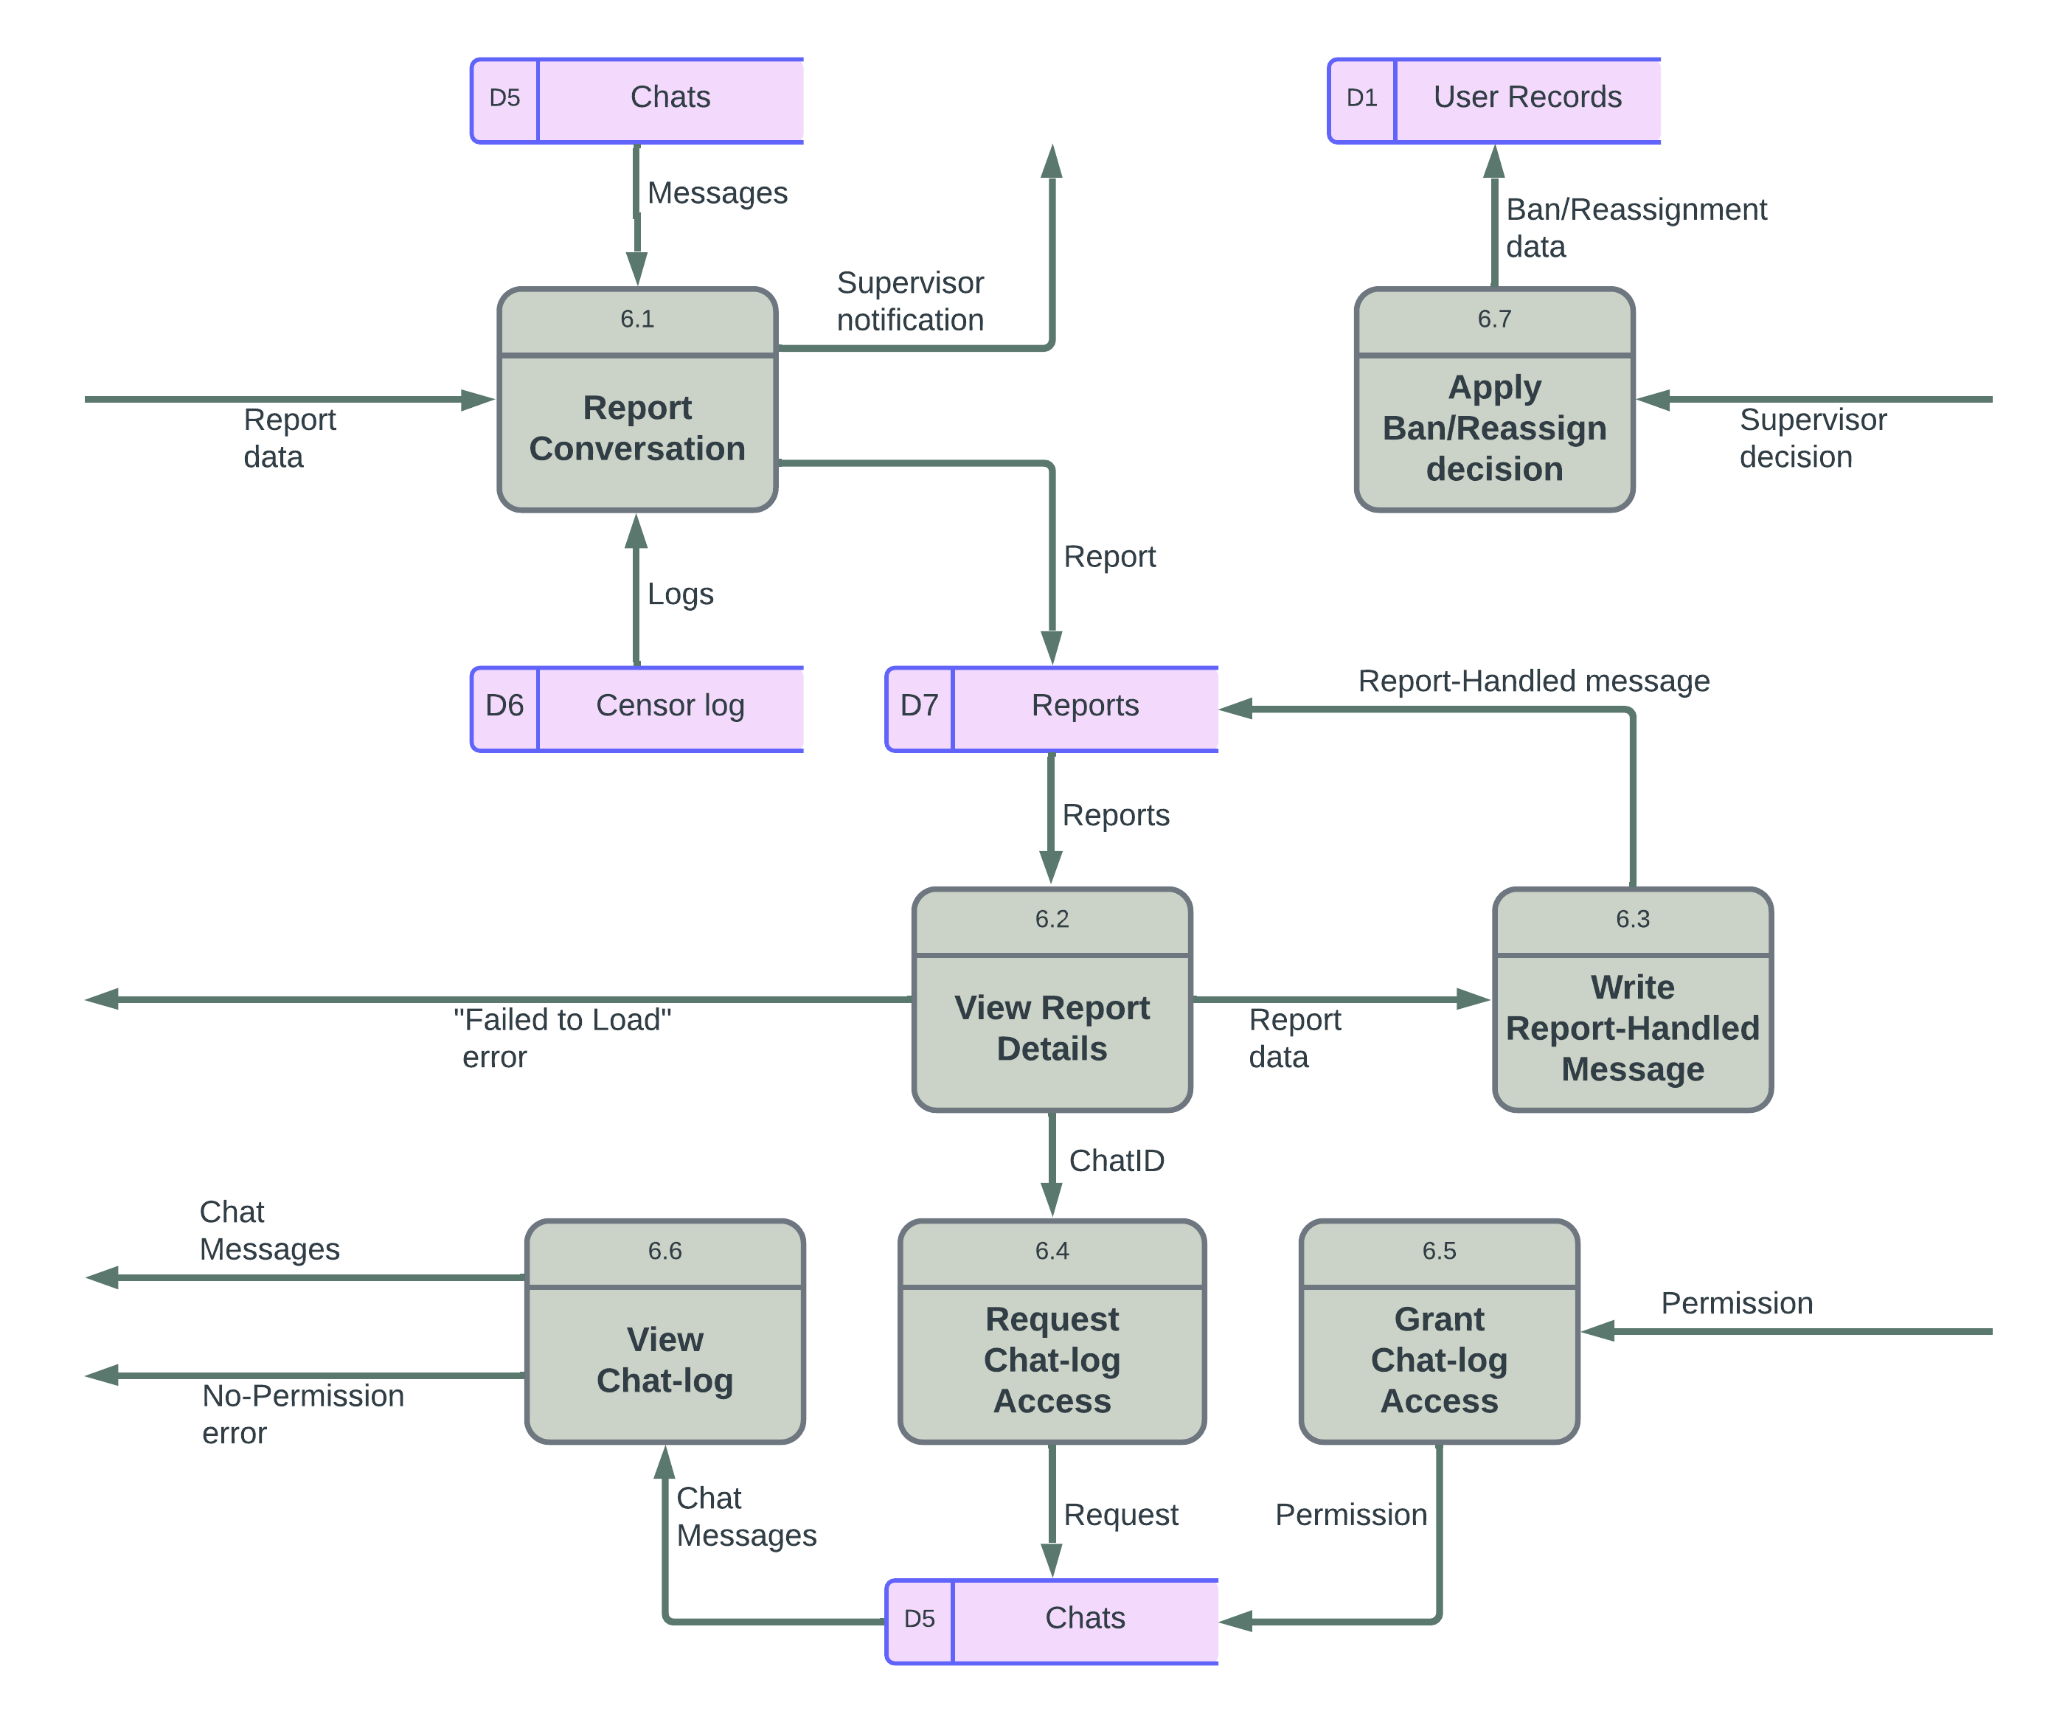 D5
Chats
D1
User Records
Messages
Ban/Reassignment
data
Supervisor
notification
6.1
Report
Conversation
6.7
Apply
Ban/Reassign
decision
Report
data
Supervisor
decision
Report
Logs
D6
Censor log
D7
Reports
Report-Handled message
Reports
6.2
View Report
Details
6.3
Write
Report-Handled
Message
"Failed to Load"
error
Report
data
ChatID
Chat
Messages
6.6
View
Chat-log
6.4
Request
Chat-log
Access
6.5
Grant
Chat-log
Access
Permission
No-Permission
error
Chat
Messages
Request
Permission
D5
Chats